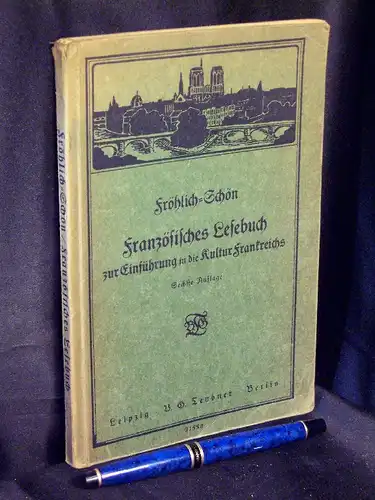 Fröhlich-Schön
Französisches Lesebuch
zur Einführung in die Kultur Frankreichs
Sechste Auflage
Leipzig B. G. Teubner Berlin
Fröhlich-Schön, Französisches Lesebuch